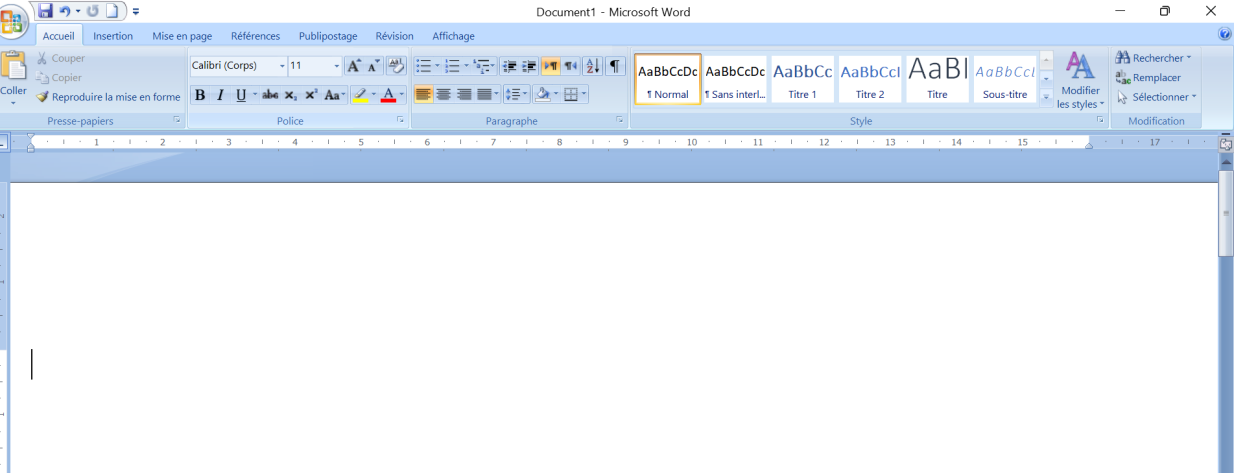 Document1 - Microsoft Word
Accueil Insertion Mise en page Références Publipostage Révision Affichage
Coller
Couper
Copier
Reproduire la mise en forme
Presse-papiers
Calibri (Corps) 11
G I U abc X₂ X² Aa A
Police
Paragraphe
AaBbCcDc AaBbCcDc AaBbCc AaBbCcI AaBI AaBbCcI
¶ Normal ¶ Sans interl... Titre 1 Titre 2 Titre Sous-titre
Modifier
les styles
Style
Rechercher
Remplacer
Sélectionner
Modification
1 2 3 4 5 6 7 8 9 10 11 12 13 14 15 17